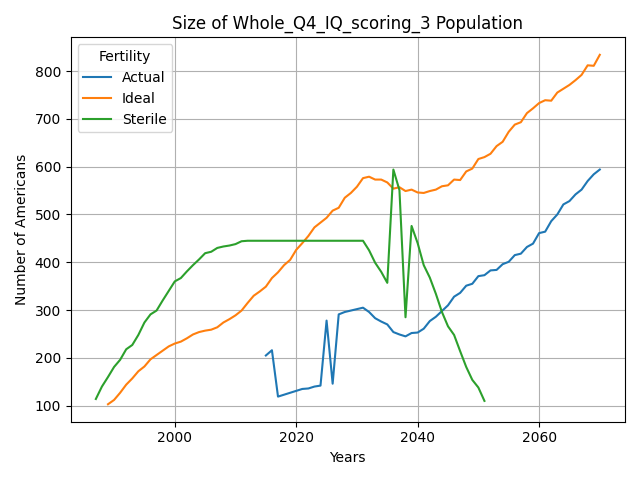 Size of Whole_Q4_IQ_scoring_3 Population
Fertility
Actual
Ideal
Sterile
Number of Americans
800
700
600
500
400
300
200
100
2000
2020
2040
2060
Years